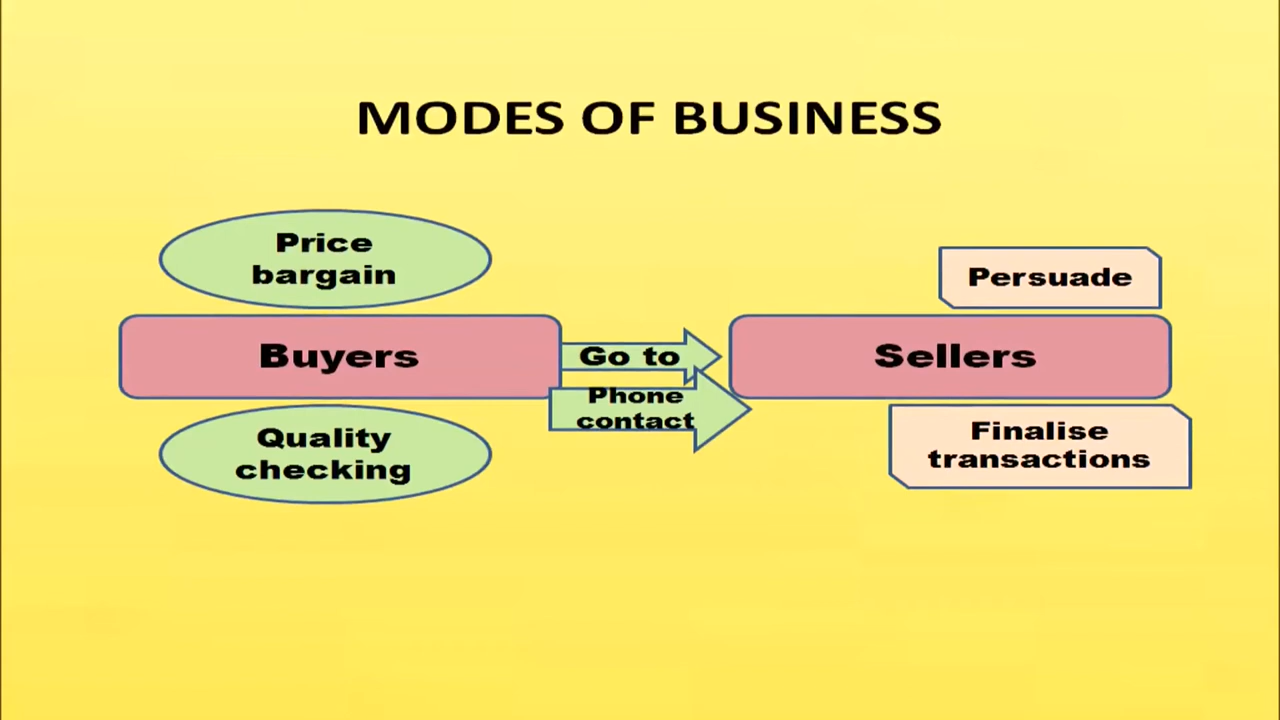 MODES OF BUSINESS
Price
bargain
Persuade
Buyers
Go to
Sellers
Phone
contact
Quality
checking
Finalise
transactions